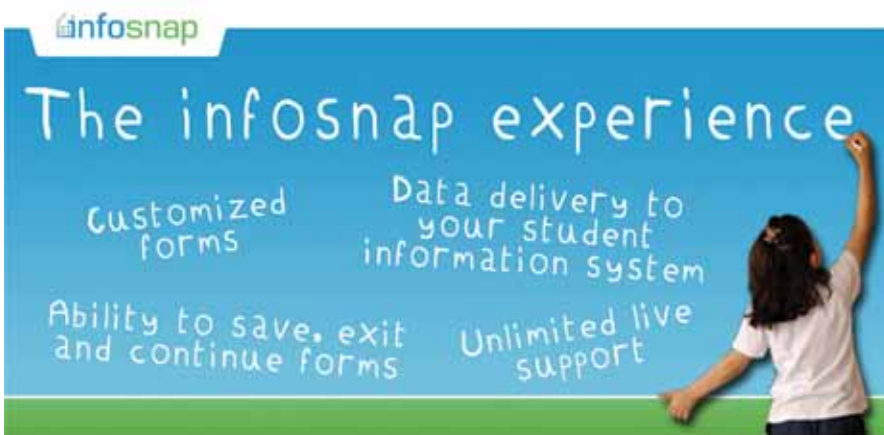 infosnap
The infosnap experience
Customized
forms
Data delivery to
your student
information system
Ability to save, exit
and continue forms
Unlimited live
support